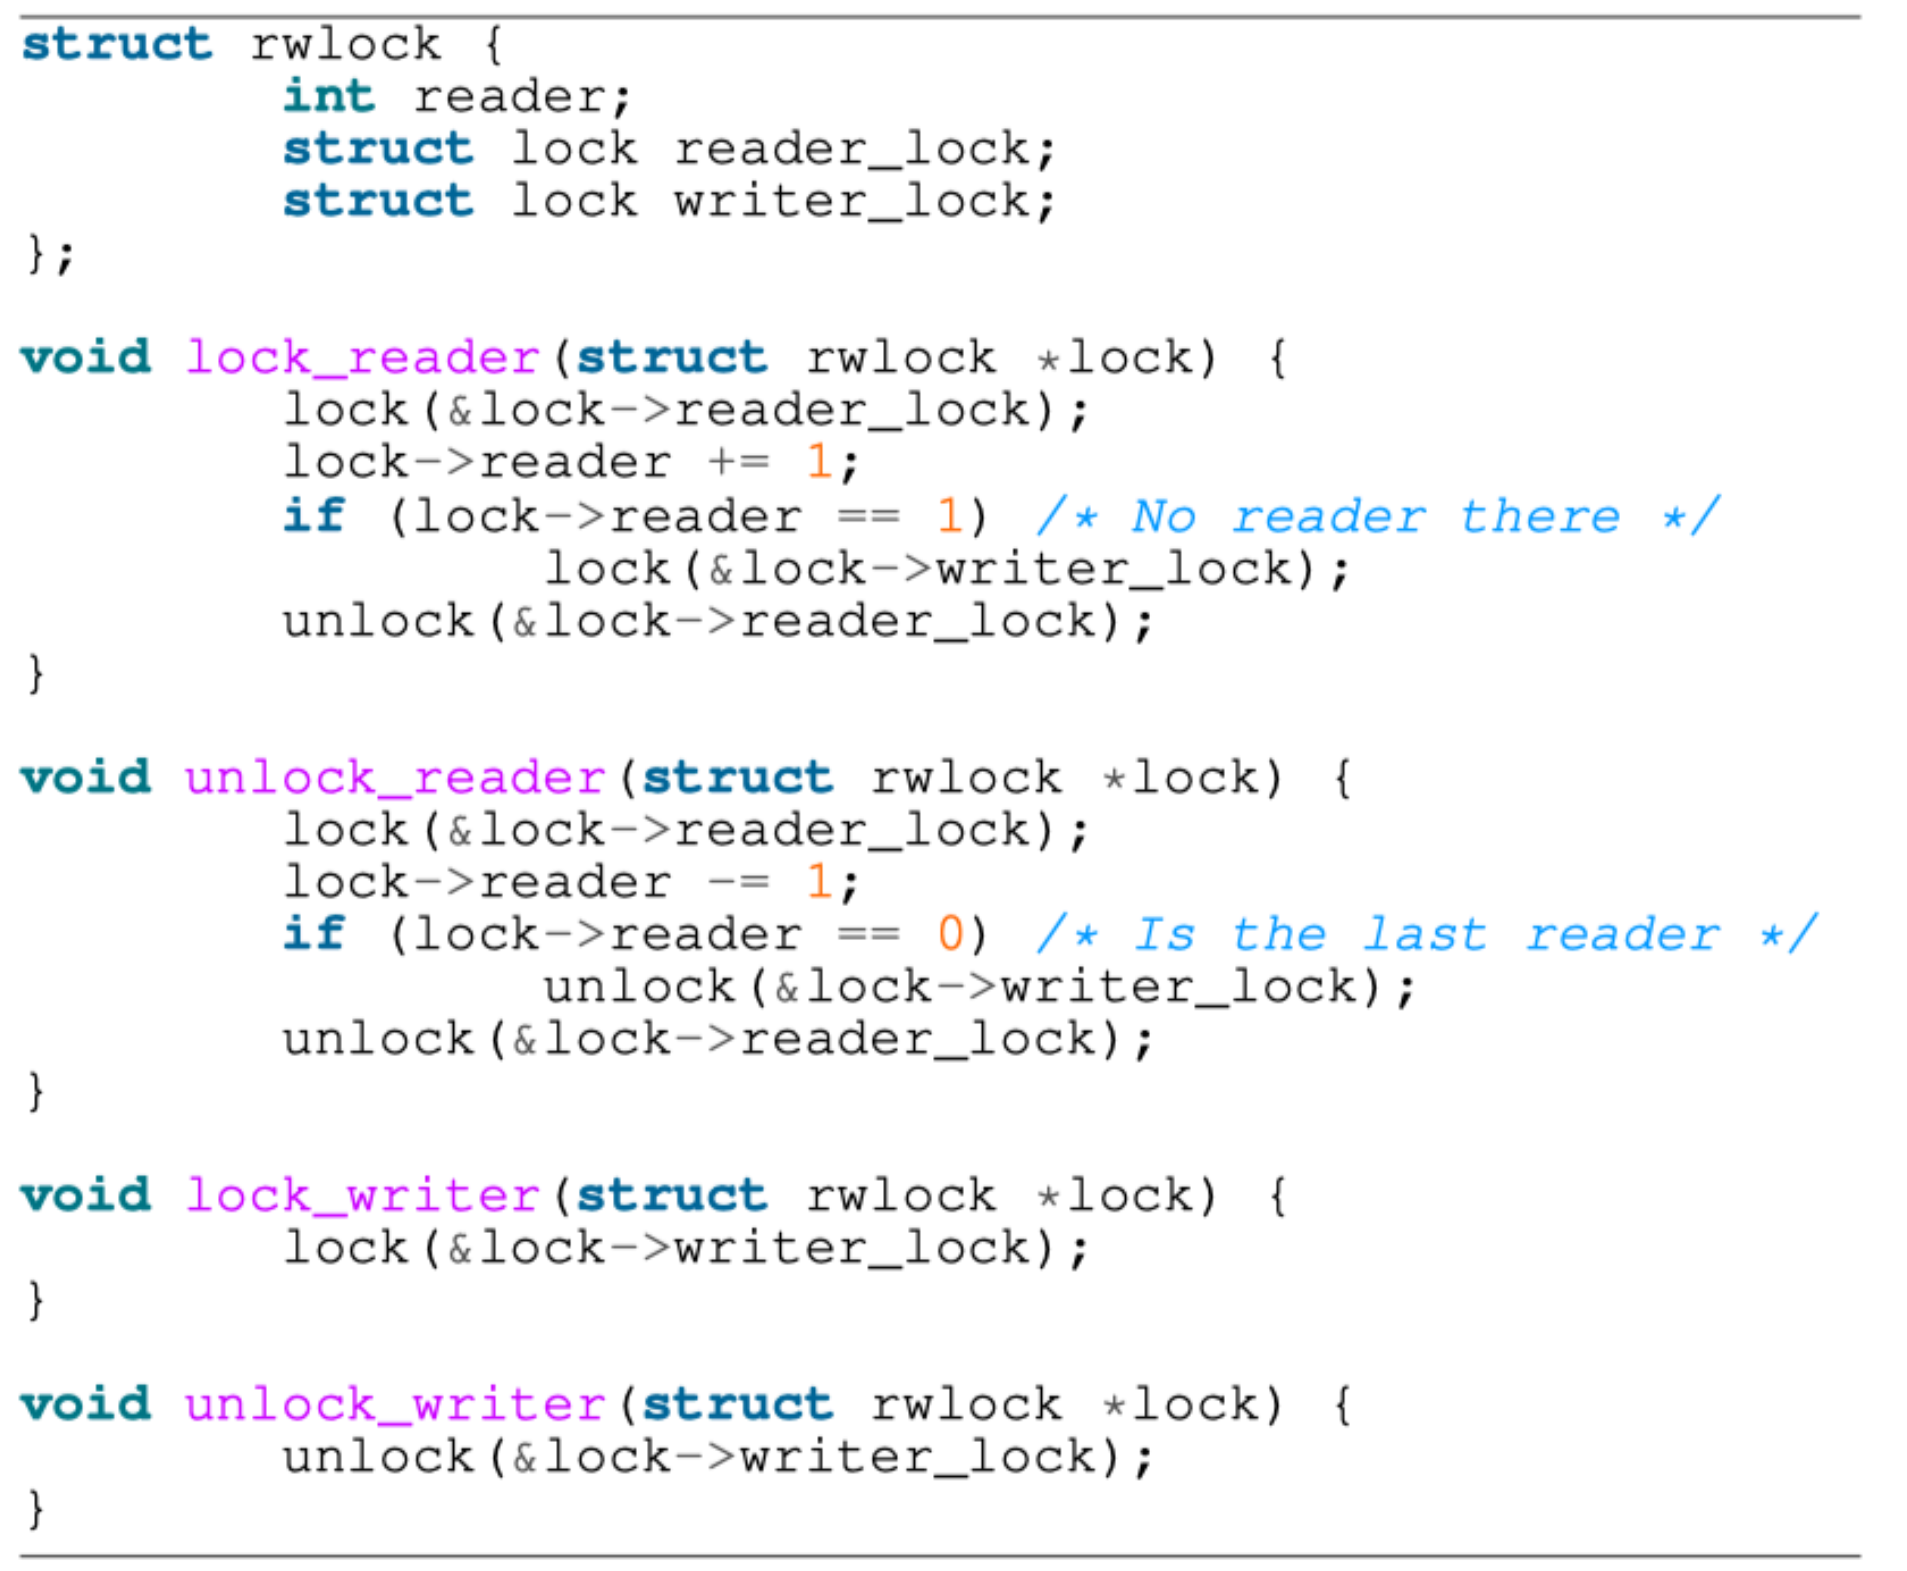 struct rwlock {
        int reader;
        struct lock reader_lock;
        struct lock writer_lock;
};

void lock_reader(struct rwlock *lock) {
        lock(&lock->reader_lock);
        lock->reader += 1;
        if (lock->reader == 1) /* No reader there */
                lock(&lock->writer_lock);
        unlock(&lock->reader_lock);
}

void unlock_reader(struct rwlock *lock) {
        lock(&lock->reader_lock);
        lock->reader -= 1;
        if (lock->reader == 0) /* Is the last reader */
                unlock(&lock->writer_lock);
        unlock(&lock->reader_lock);
}

void lock_writer(struct rwlock *lock) {
        lock(&lock->writer_lock);
}

void unlock_writer(struct rwlock *lock) {
        unlock(&lock->writer_lock);
}